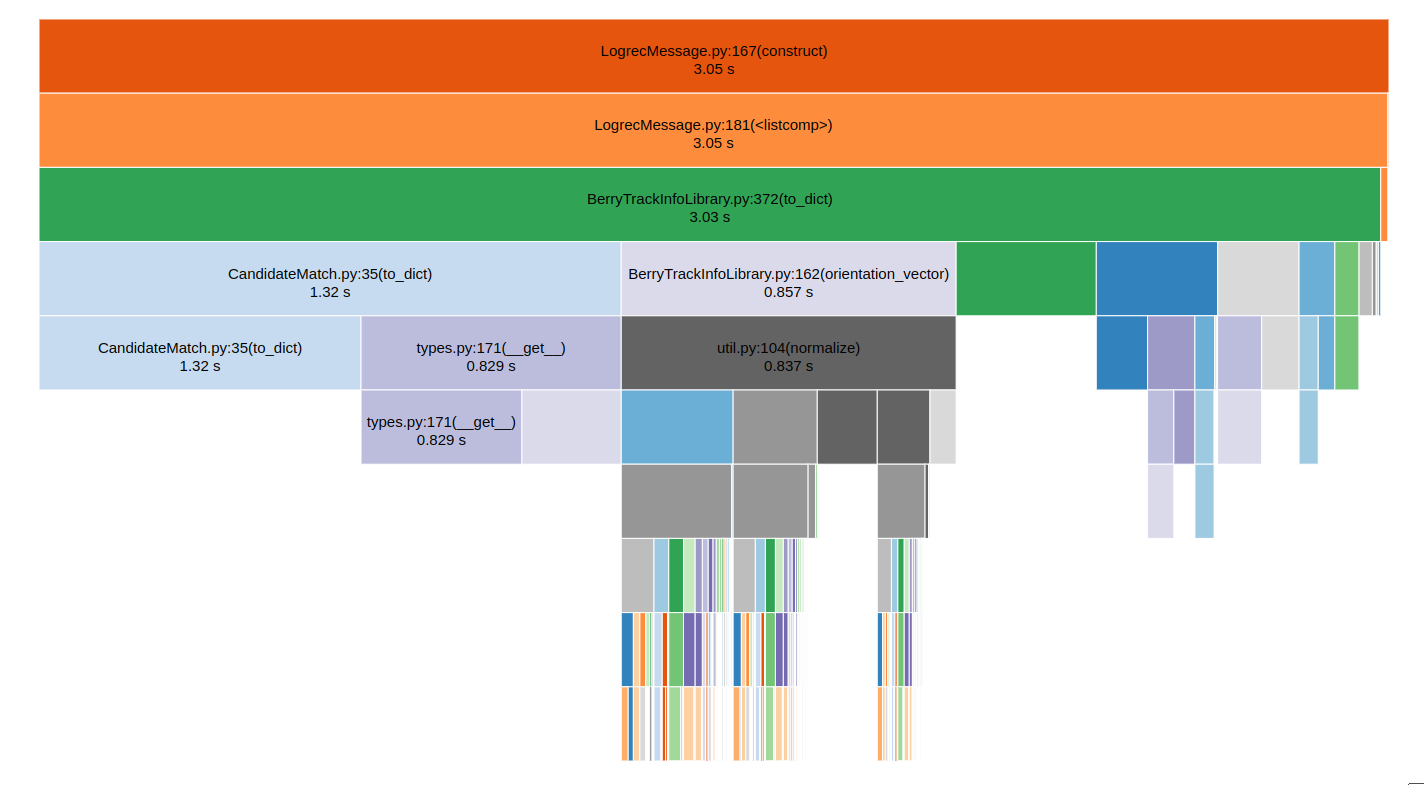 LogrecMessage.py:167(construct)
3.05 s
LogrecMessage.py:181(<listcomp>)
3.05 s
BerryTrackInfoLibrary.py:372(to_dict)
3.03 s
CandidateMatch.py:35(to_dict)
1.32 s
BerryTrackInfoLibrary.py:162(orientation_vector)
0.857 s
CandidateMatch.py:35(to_dict)
1.32 s
types.py:171(__get__)
0.829 s
util.py:104(normalize)
0.837 s
types.py:171(__get__)
0.829 s